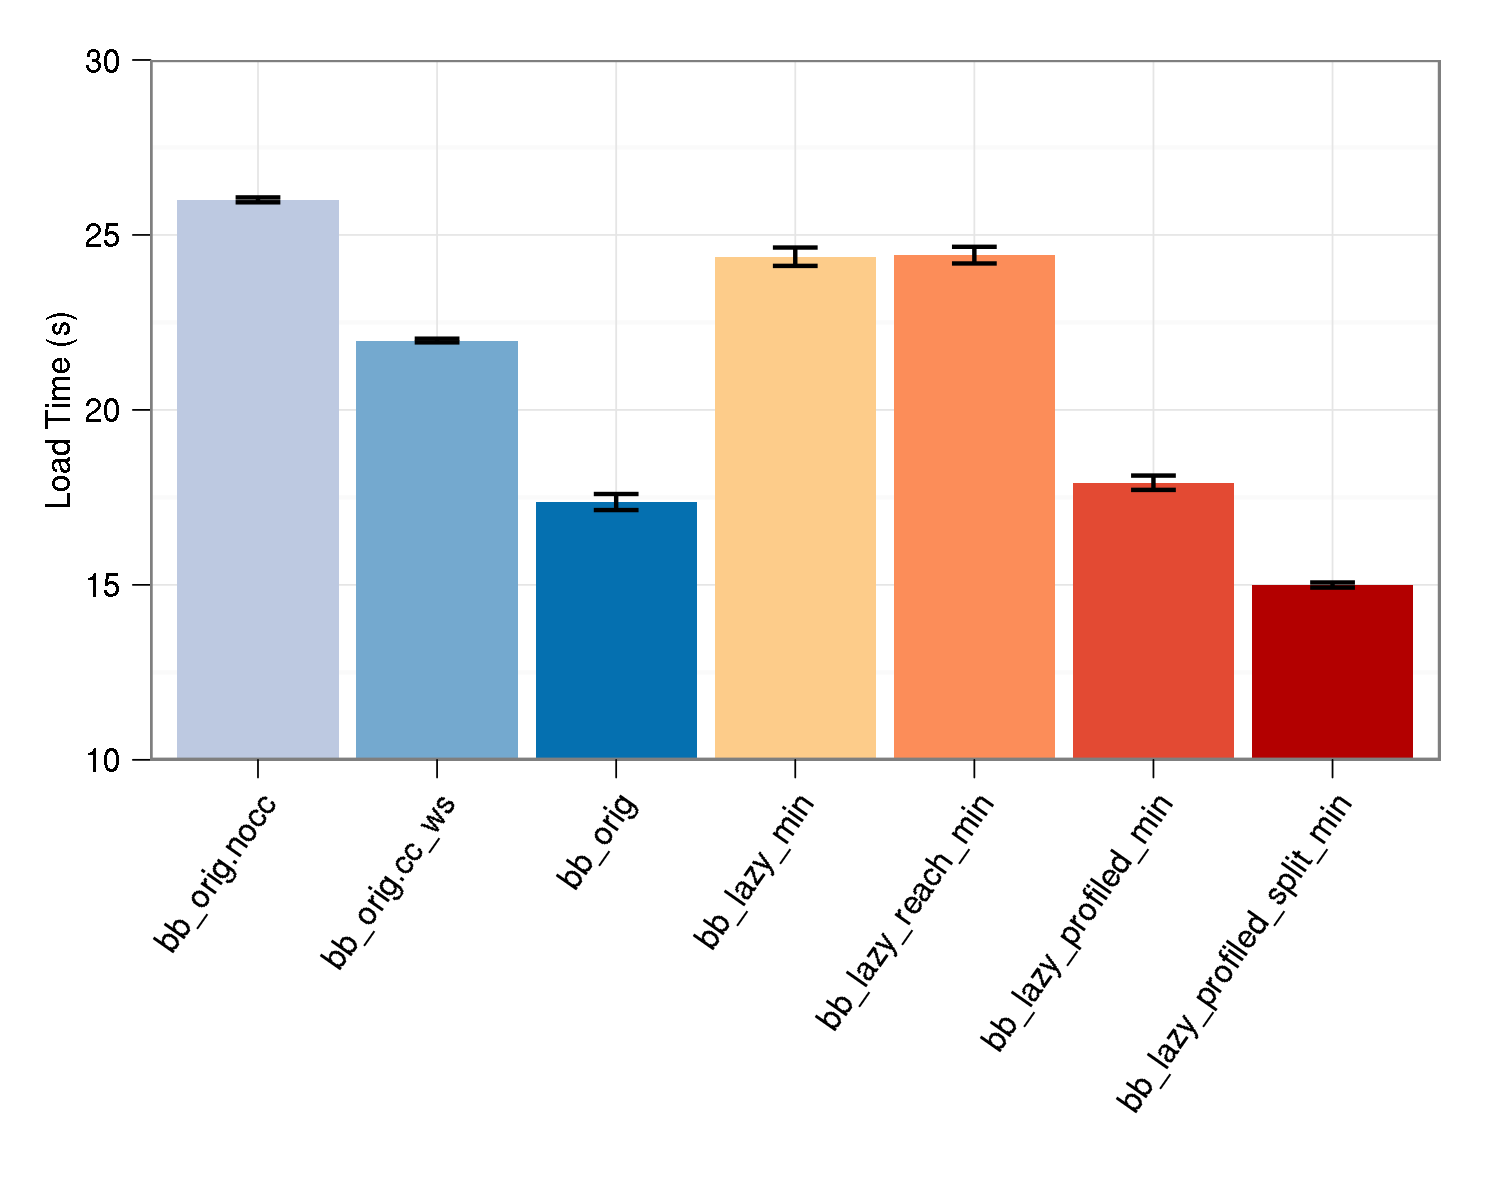 Load Time (s)
30
25
20
15
10
bb_orig.nocc
bb_orig.cc_ws
bb_orig
bb_lazy_min
bb_lazy_reach_min
bb_lazy_profiled_min
bb_lazy_profiled_split_min